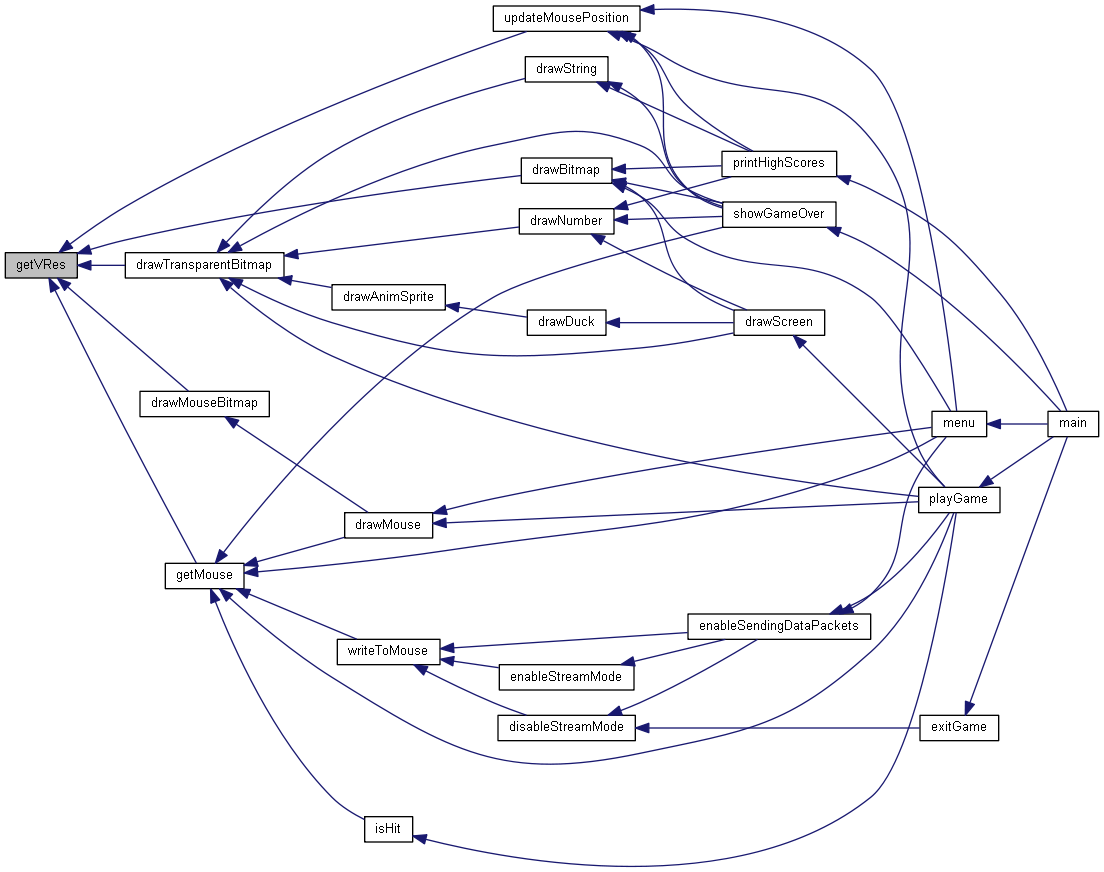 updateMousePosition
drawString
printHighScores
drawBitmap
showGameOver
drawNumber
getVRes
drawTransparentBitmap
drawAnimSprite
drawDuck
drawScreen
drawMouseBitmap
menu
main
playGame
drawMouse
getMouse
enableSendingDataPackets
writeToMouse
enableStreamMode
disableStreamMode
exitGame
isHit